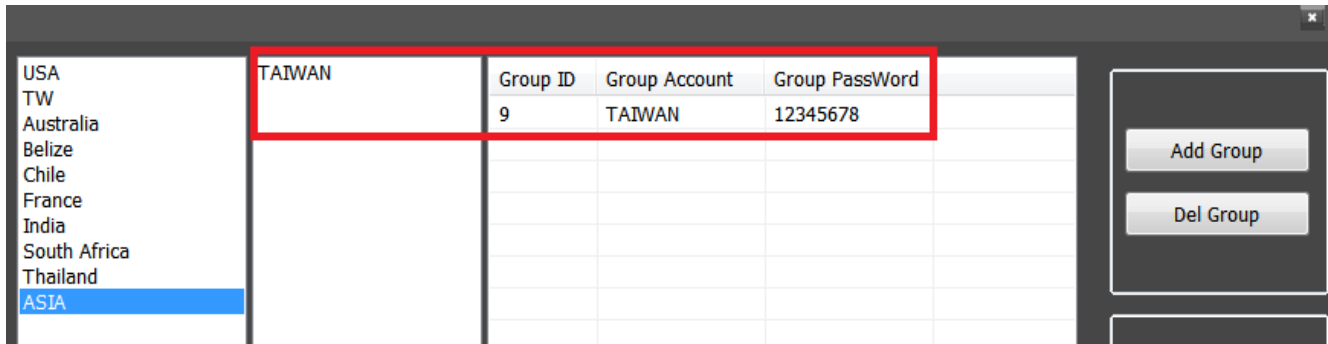 USA
TW
Australia
Belize
Chile
France
India
South Africa
Thailand
ASIA
TAIWAN
Group ID Group Account Group PassWord
9 TAIWAN 12345678
Add Group
Del Group